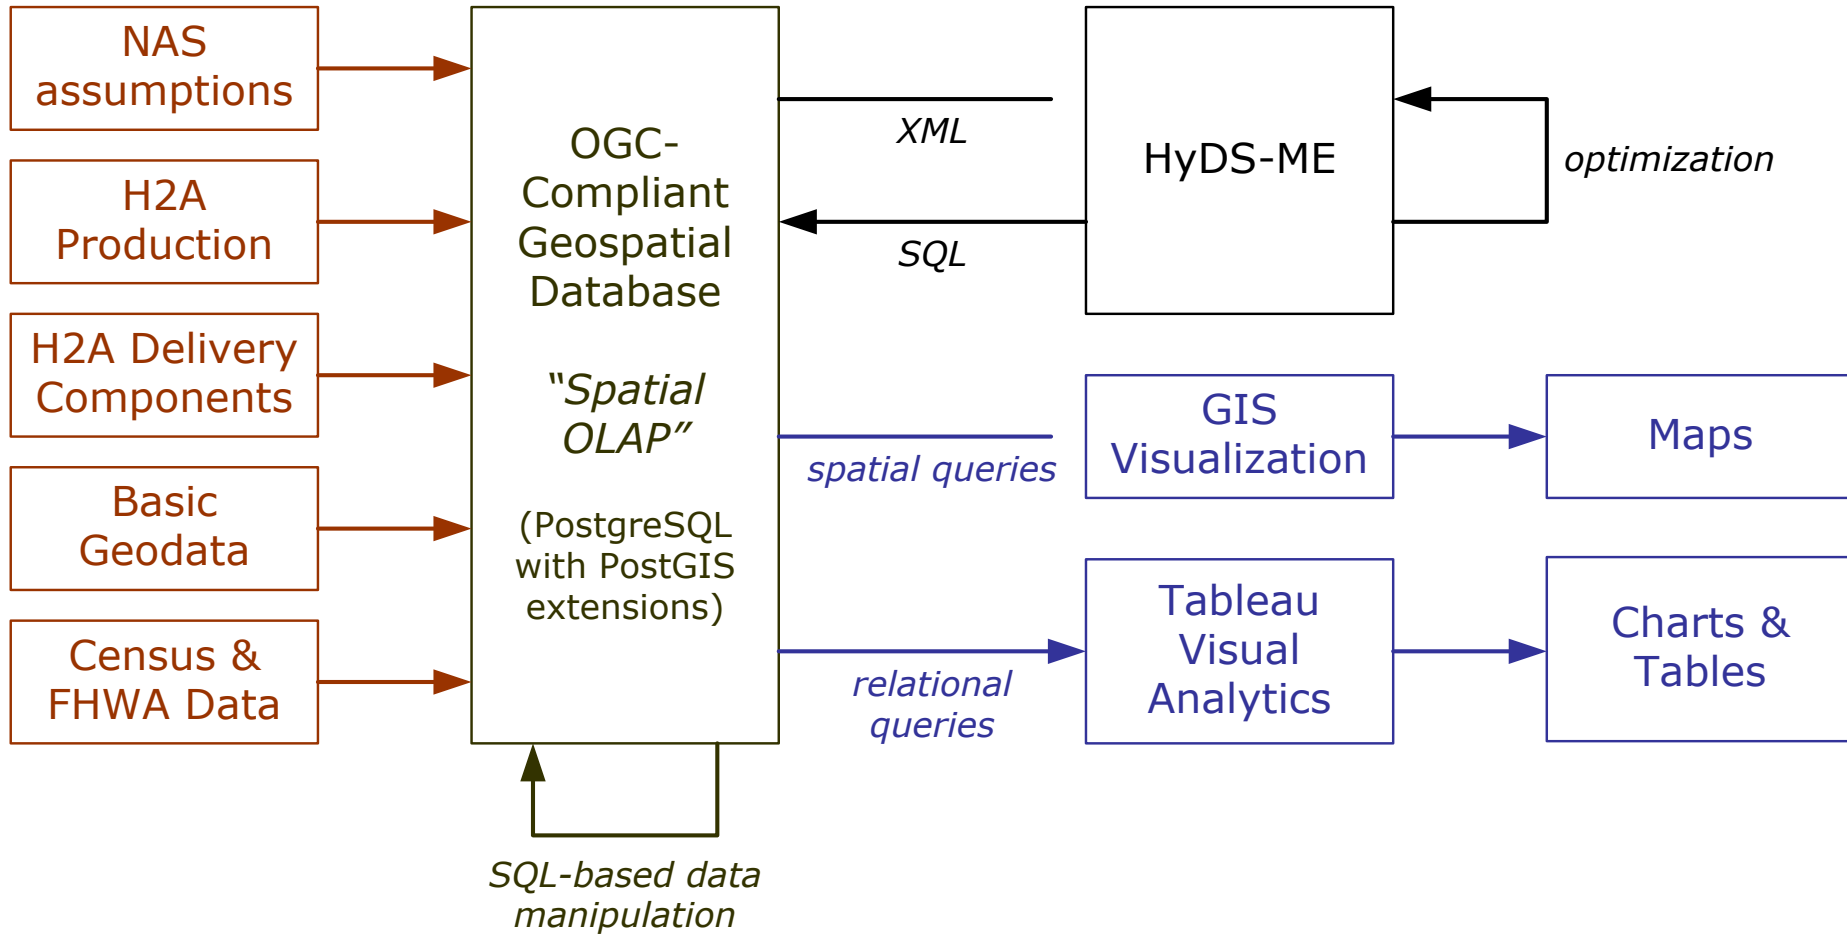 NAS
assumptions
H2A
Production
H2A Delivery
Components
Basic
Geodata
Census &
FHWA Data
OGC-
Compliant
Geospatial
Database
“Spatial
OLAP”
(PostgreSQL
with PostGIS
extensions)
SQL-based data
manipulation
XML
SQL
HyDS-ME
optimization
spatial queries
GIS
Visualization
Maps
relational
queries
Tableau
Visual
Analytics
Charts &
Tables